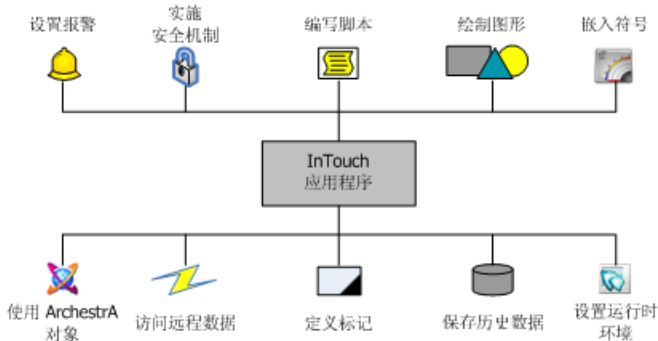 设置报警
实施
安全机制
编写脚本
绘制图形
嵌入符号
InTouch
应用程序
使用 ArchestrA
对象
访问远程数据
定义标记
保存历史数据
设置运行时
环境